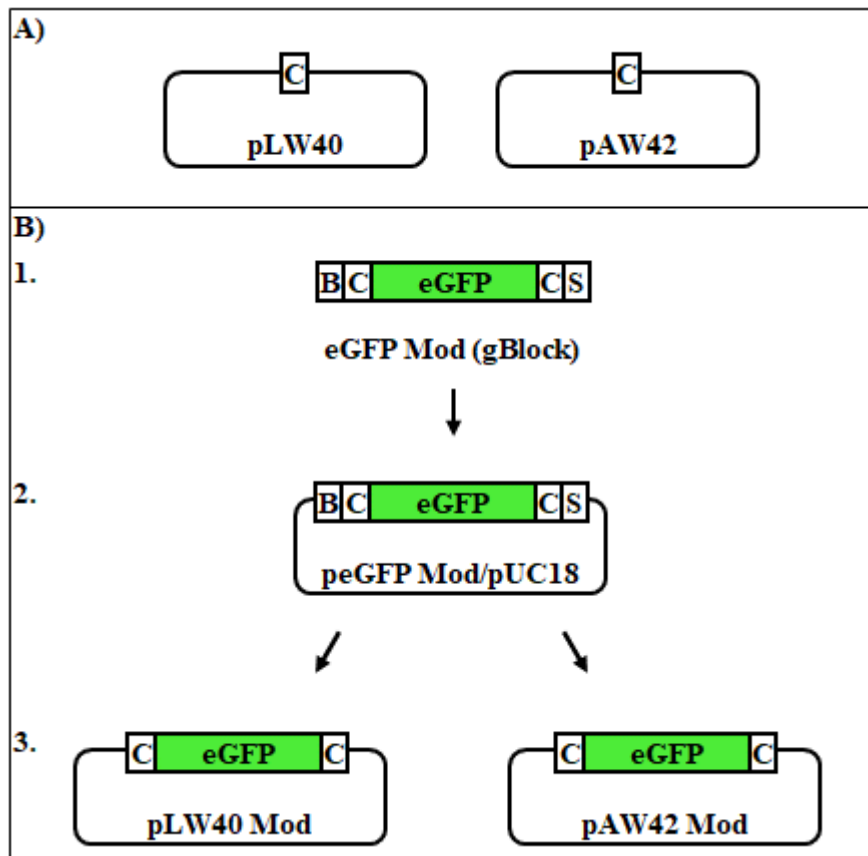 A)
C C
pLW40 pAW42
B)
1.
B C eGFP C S
eGFP Mod (gBlock)
2.
B C eGFP C S
peGFP Mod/pUC18
3.
C eGFP C C eGFP C
pLW40 Mod pAW42 Mod